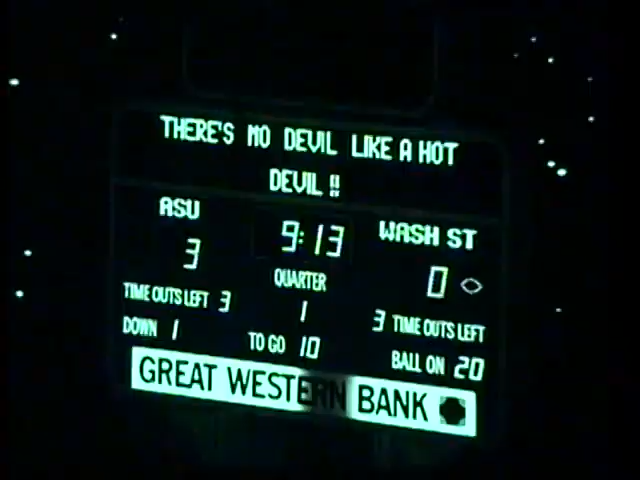 THERE'S MO DEVIL LIKE A HOT
DEVIL !!
ASU 9:13 WASH ST
3 QUARTER 0
TIME OUTS LEFT 3 1 3 TIME OUTS LEFT
DOWN 1 TO GO 10 BALL ON 20
GREAT WESTERN BANK